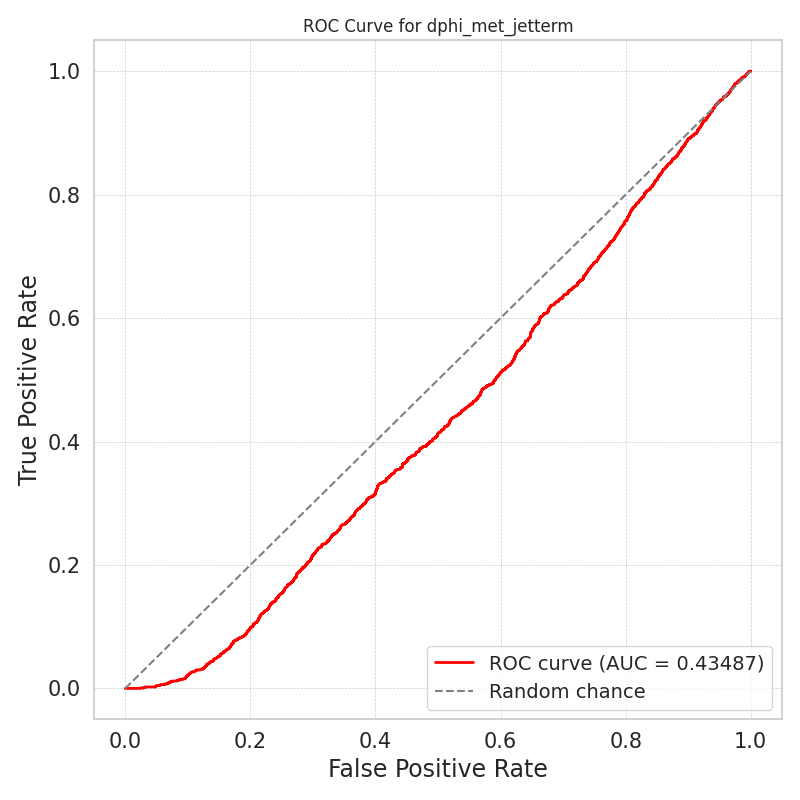 ROC Curve for dphi_met_jetterm
True Positive Rate
1.0
0.8
0.6
0.4
0.2
0.0
ROC curve (AUC = 0.43487)
Random chance
0.0 0.2 0.4 0.6 0.8 1.0
False Positive Rate